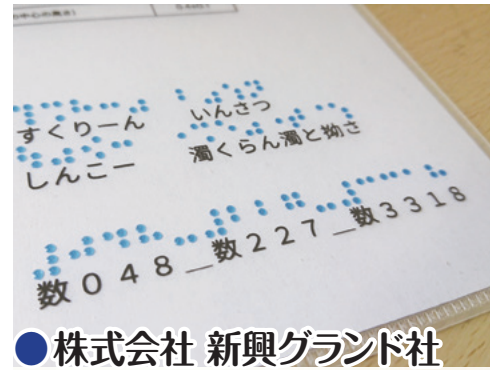 すくりーん いんさつ
しんこー 濁くらん濁と拗さ
数048_数227_数3318
株式会社 新興グランド社